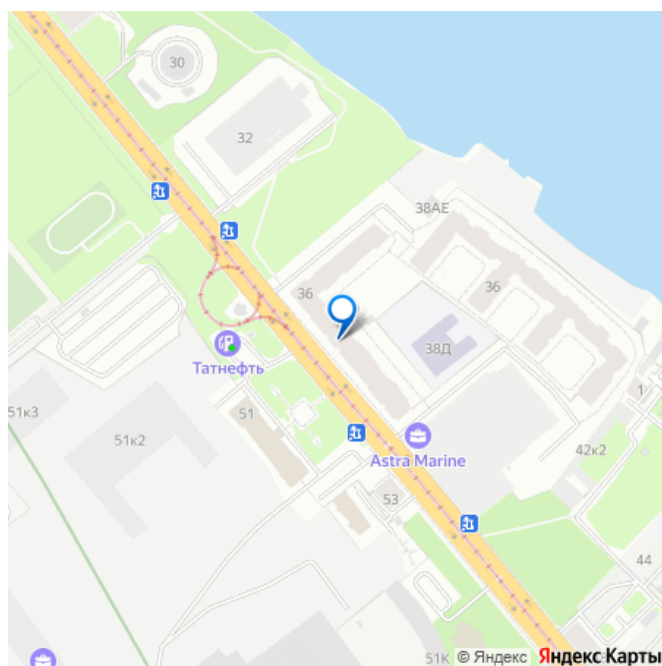 30
32
38АЕ
36
36
38Д
Татнефть
51к3
51
51к2
1
Astra Marine
42к2
53
44
51К
© Яндекс Яндекс Карты